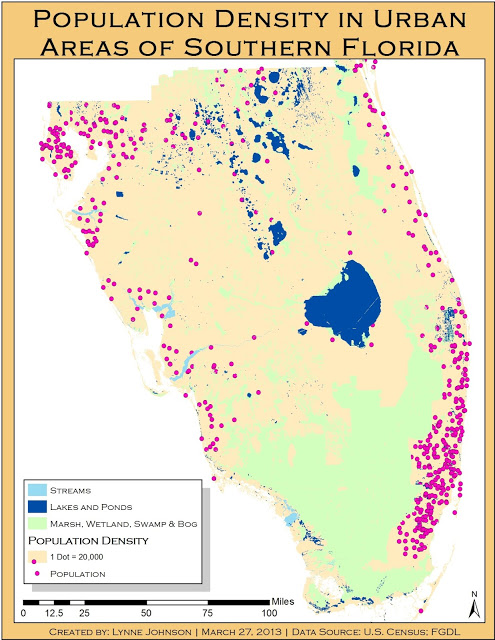 Population Density in Urban
Areas of Southern Florida
Streams
Lakes and Ponds
Marsh, Wetland, Swamp & Bog
Population Density
1 Dot = 20,000
Population
Miles
0 12.5 25 50 75 100
N
Created by: Lynne Johnson | March 27, 2013 | Data Source: U.S. Census; FGDL